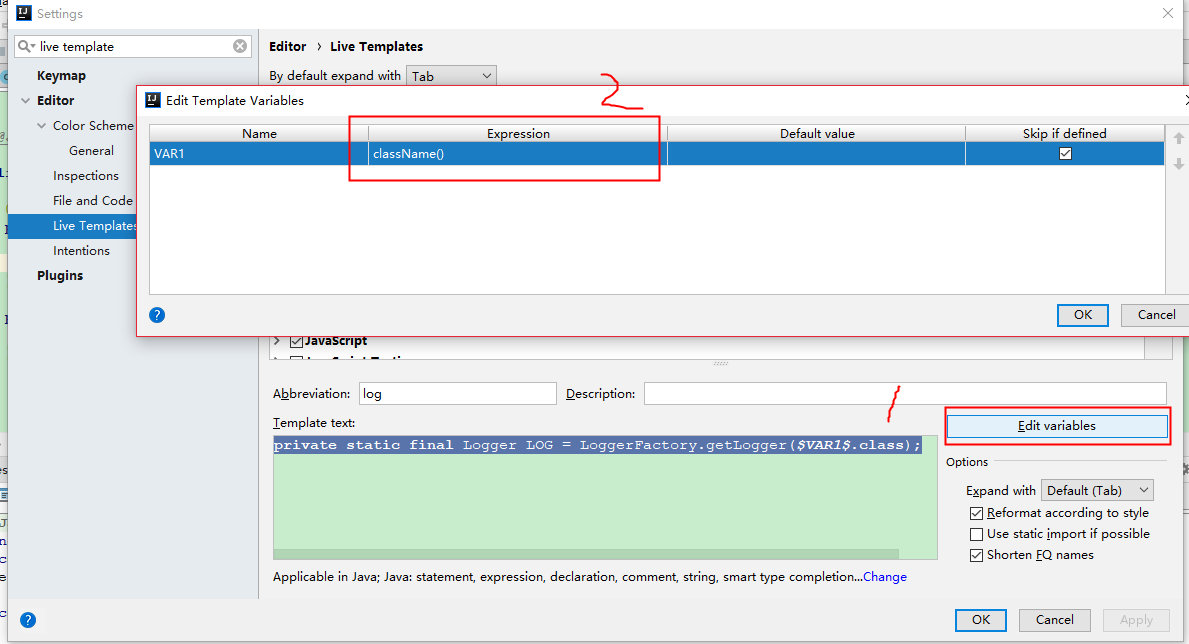 Settings
live template
Keymap
Editor
Color Scheme
General
Inspections
File and Code
Live Templates
Intentions
Plugins
Editor › Live Templates
By default expand with Tab
2
Edit Template Variables
Name Expression Default value Skip if defined
VAR1 className()
OK Cancel
JavaScript
Abbreviation: log Description:
1
Template text:
Edit variables
private static final Logger LOG = LoggerFactory.getLogger($VAR1$.class);
Options
Expand with Default (Tab)
Reformat according to style
Use static import if possible
Shorten FQ names
Applicable in Java; Java: statement, expression, declaration, comment, string, smart type completion...Change
OK Cancel Apply